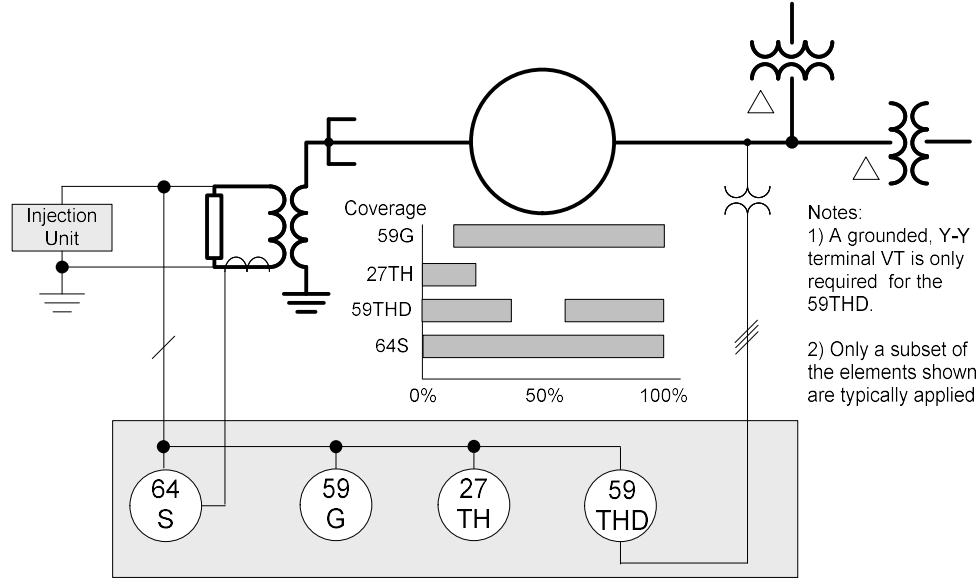 Injection
Unit
Coverage
59G
27TH
59THD
64S
0%
50%
100%
Notes:
1) A grounded, Y-Y
terminal VT is only
required for the
59THD.
2) Only a subset of
the elements shown
are typically applied
64
S
59
G
27
TH
59
THD